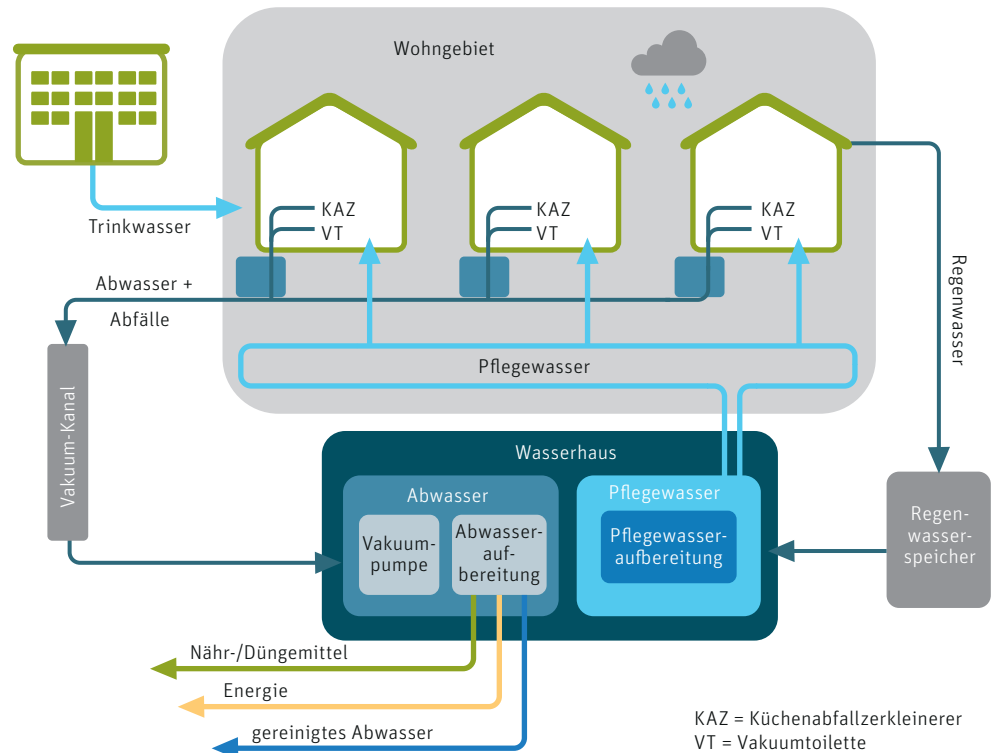 Wohngebiet
Trinkwasser
KAZ
VT
KAZ
VT
KAZ
VT
Abwasser +
Abfälle
Regenwasser
Pflegewasser
Vakuum-Kanal
Wasserhaus
Abwasser
Vakuum-
pumpe
Abwasser-
auf-
bereitung
Pflegewasser
Pflegewasser-
aufbereitung
Regen-
wasser-
speicher
Nähr-/Düngemittel
Energie
gereinigtes Abwasser
KAZ = Küchenabfallzerkleinerer
VT = Vakuumtoilette